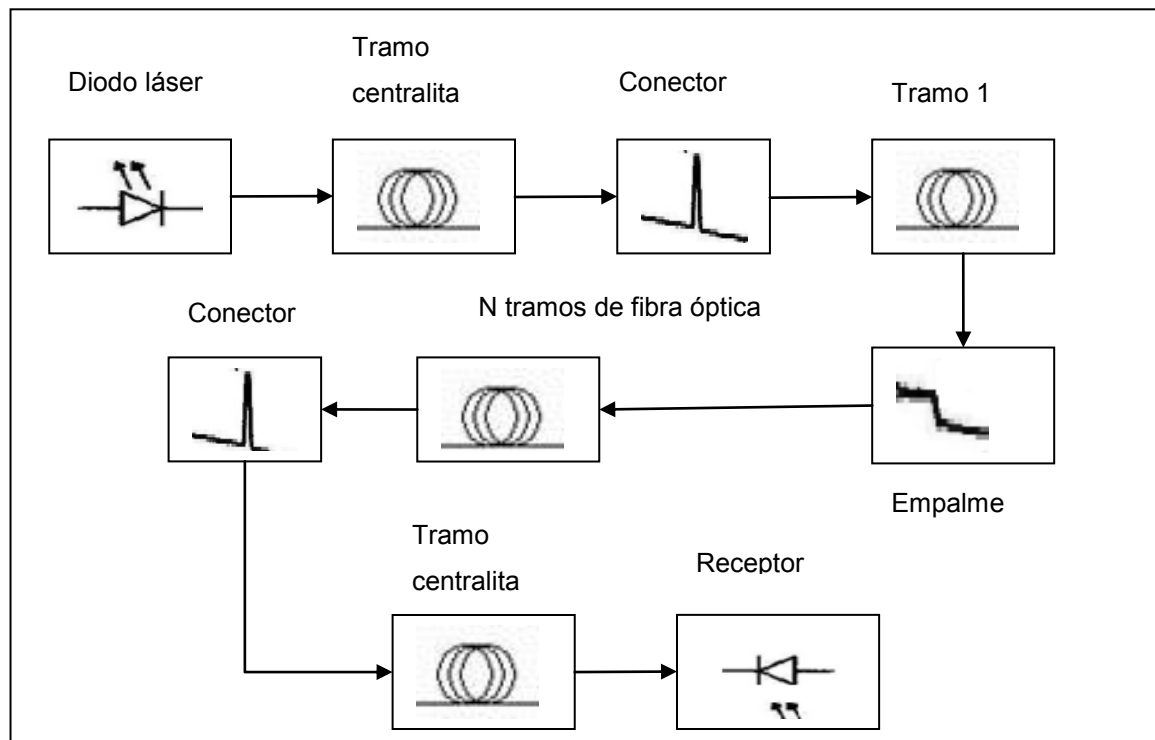 Diodo láser
Tramo
centralita
Conector
Tramo 1
Conector
N tramos de fibra óptica
Empalme
Tramo
centralita
Receptor